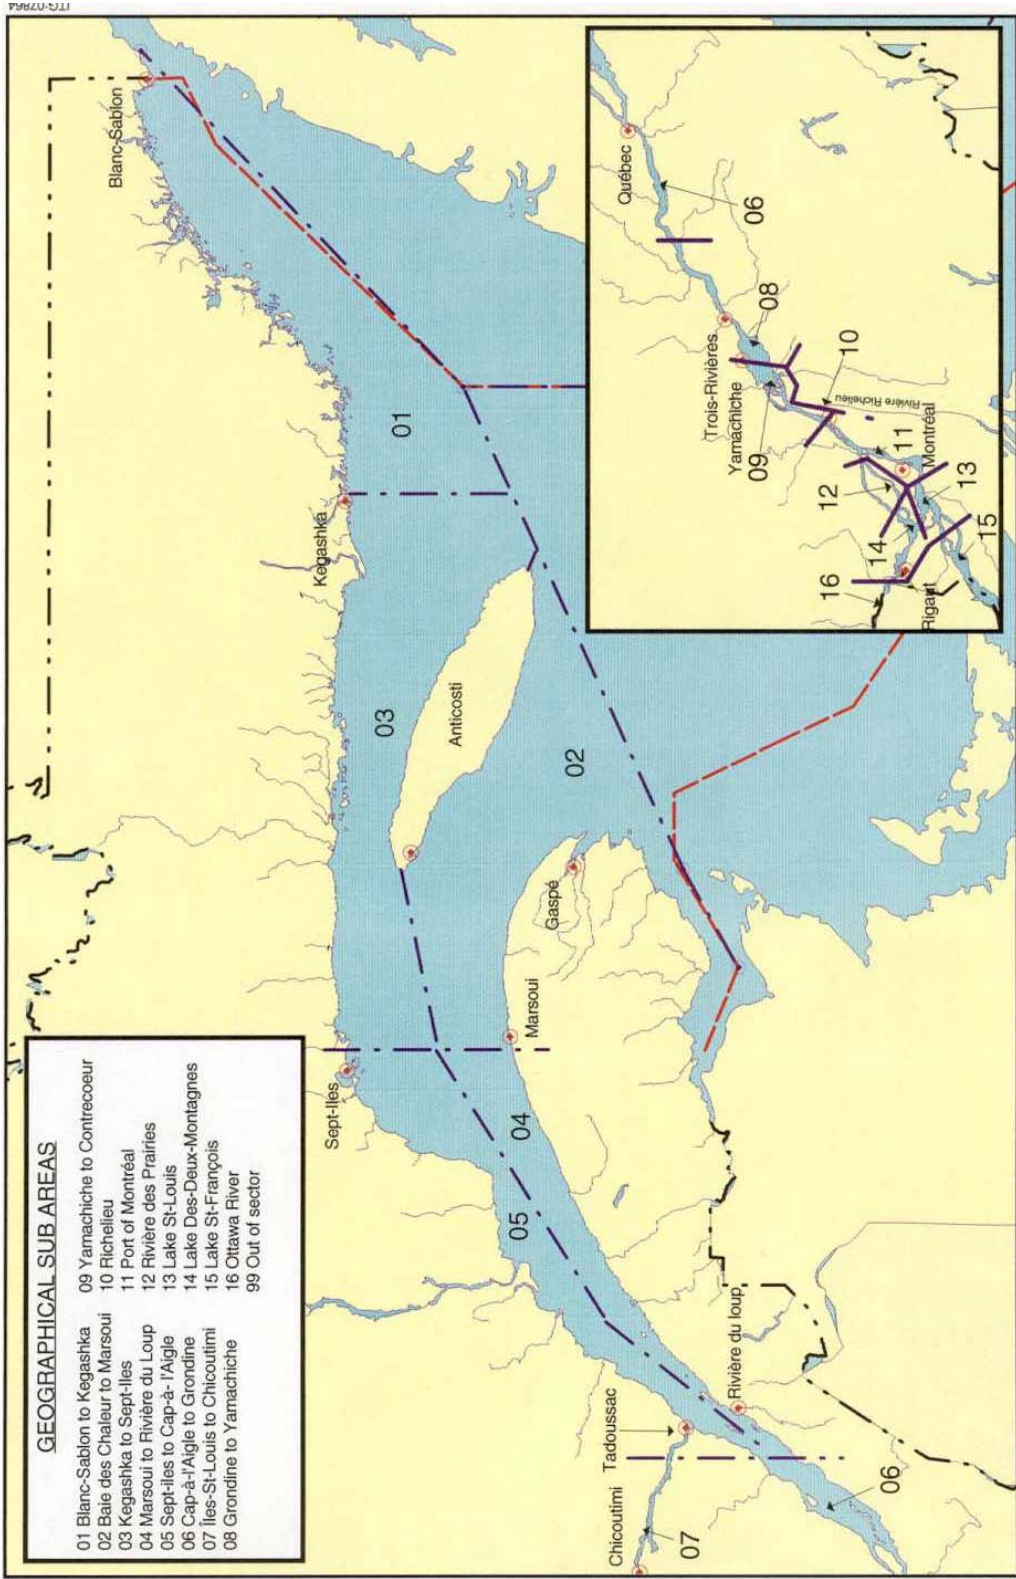 LTG-07864
GEOGRAPHICAL SUB AREAS
01 Blanc-Sablon to Kegashka
02 Baie des Chaleur to Marsoui
03 Kegashka to Sept-Iles
04 Marsoui to Rivière du Loup
05 Sept-iles to Cap-à- l'Aigle
06 Cap-à-l'Aigle to Grondine
07 Îles-St-Louis to Chicoutimi
08 Grondine to Yamachiche
09 Yamachiche to Contrecoeur
10 Richelieu
11 Port of Montréal
12 Rivière des Prairies
13 Lake St-Louis
14 Lake Des-Deux-Montagnes
15 Lake St-François
16 Ottawa River
99 Out of sector
Sept-Iles
Kegashka
Blanc-Sablon
01
03
Anticosti
02
Gaspé
Marsoui
04
05
Chicoutimi
Tadoussac
Rivière du loup
07
06
Québec
06
Trois-Rivières
Yamachiche
08
09
10
Rivière Richelieu
11
Montréal
12
13
14
15
16
Rigaut